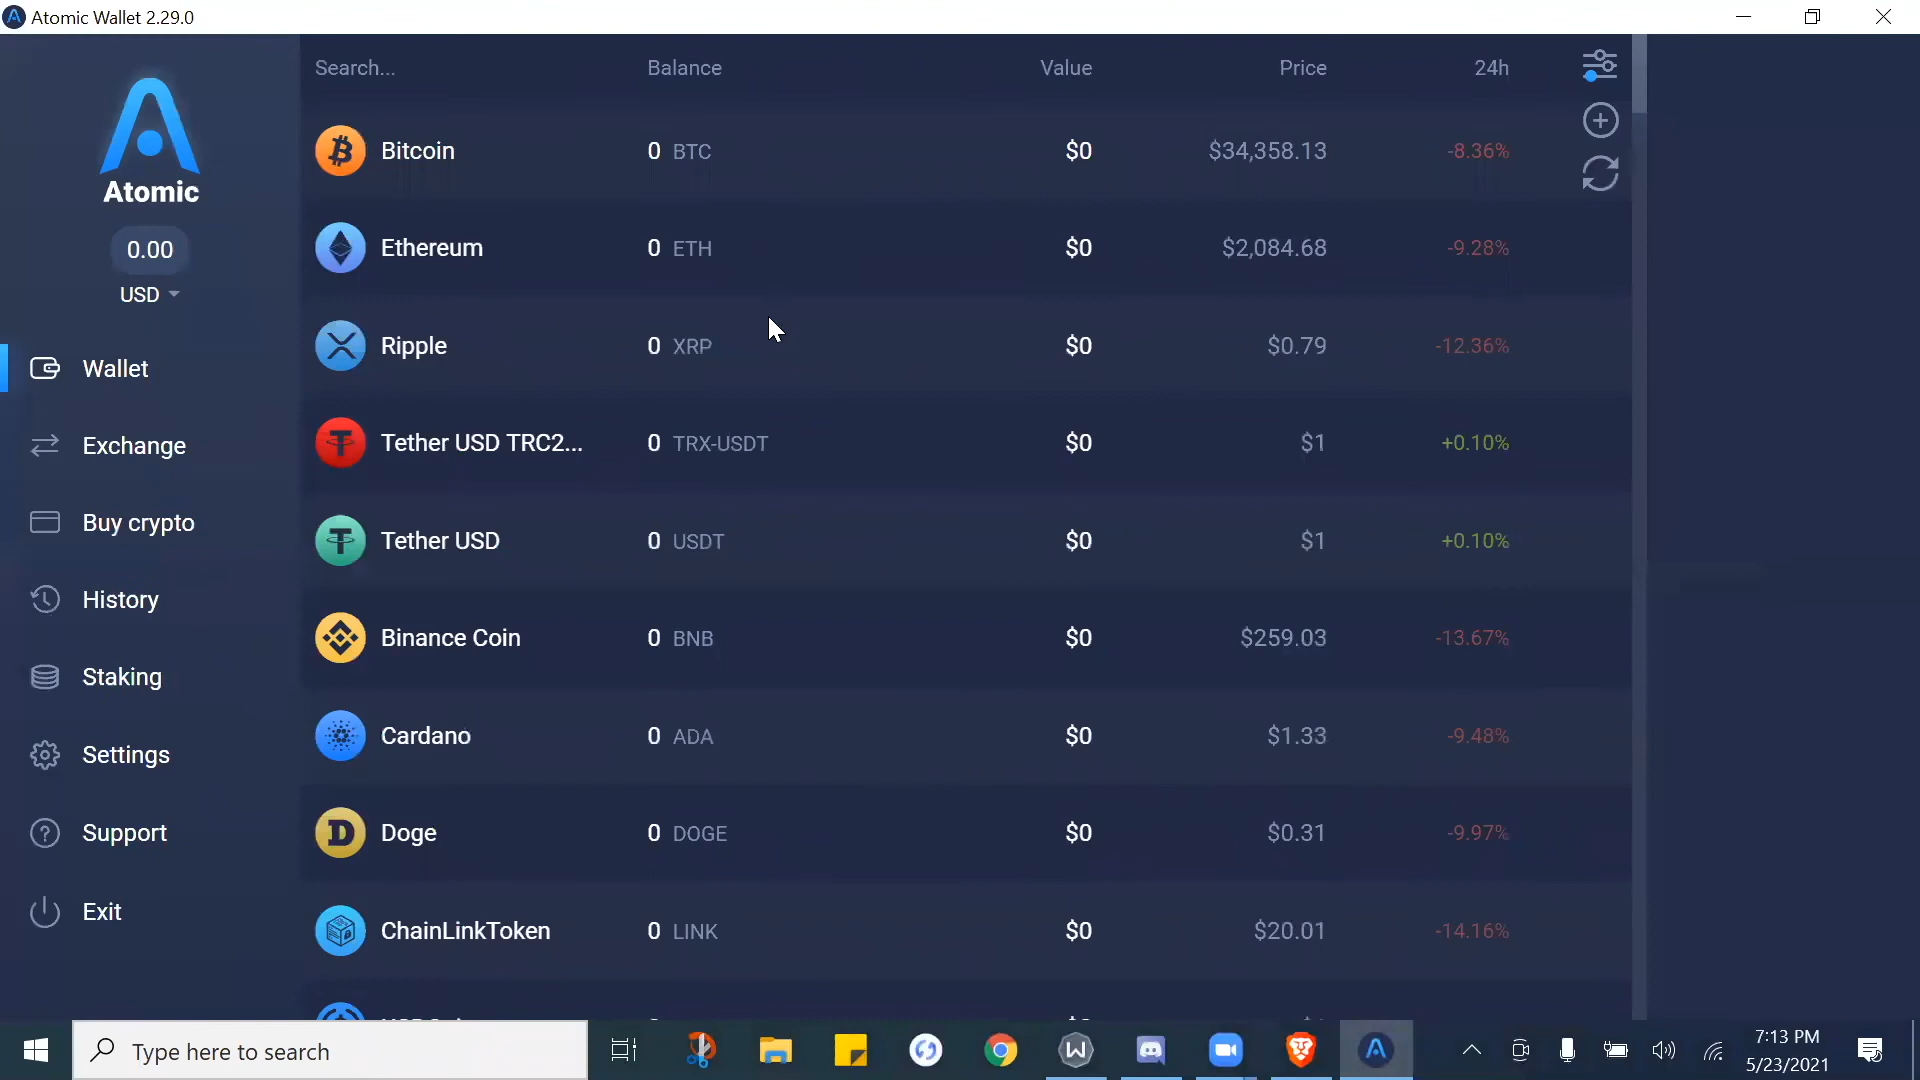 Atomic Wallet 2.29.0
Search... Balance Value Price 24h
Atomic
0.00
USD
Wallet
Exchange
Buy crypto
History
Staking
Settings
Support
Exit
Bitcoin 0 BTC $0 $34,358.13 -8.36%
Ethereum 0 ETH $0 $2,084.68 -9.28%
Ripple 0 XRP $0 $0.79 -12.36%
Tether USD TRC2... 0 TRX-USDT $0 $1 +0.10%
Tether USD 0 USDT $0 $1 +0.10%
Binance Coin 0 BNB $0 $259.03 -13.67%
Cardano 0 ADA $0 $1.33 -9.48%
Doge 0 DOGE $0 $0.31 -9.97%
ChainLinkToken 0 LINK $0 $20.01 -14.16%
Type here to search
7:13 PM
5/23/2021